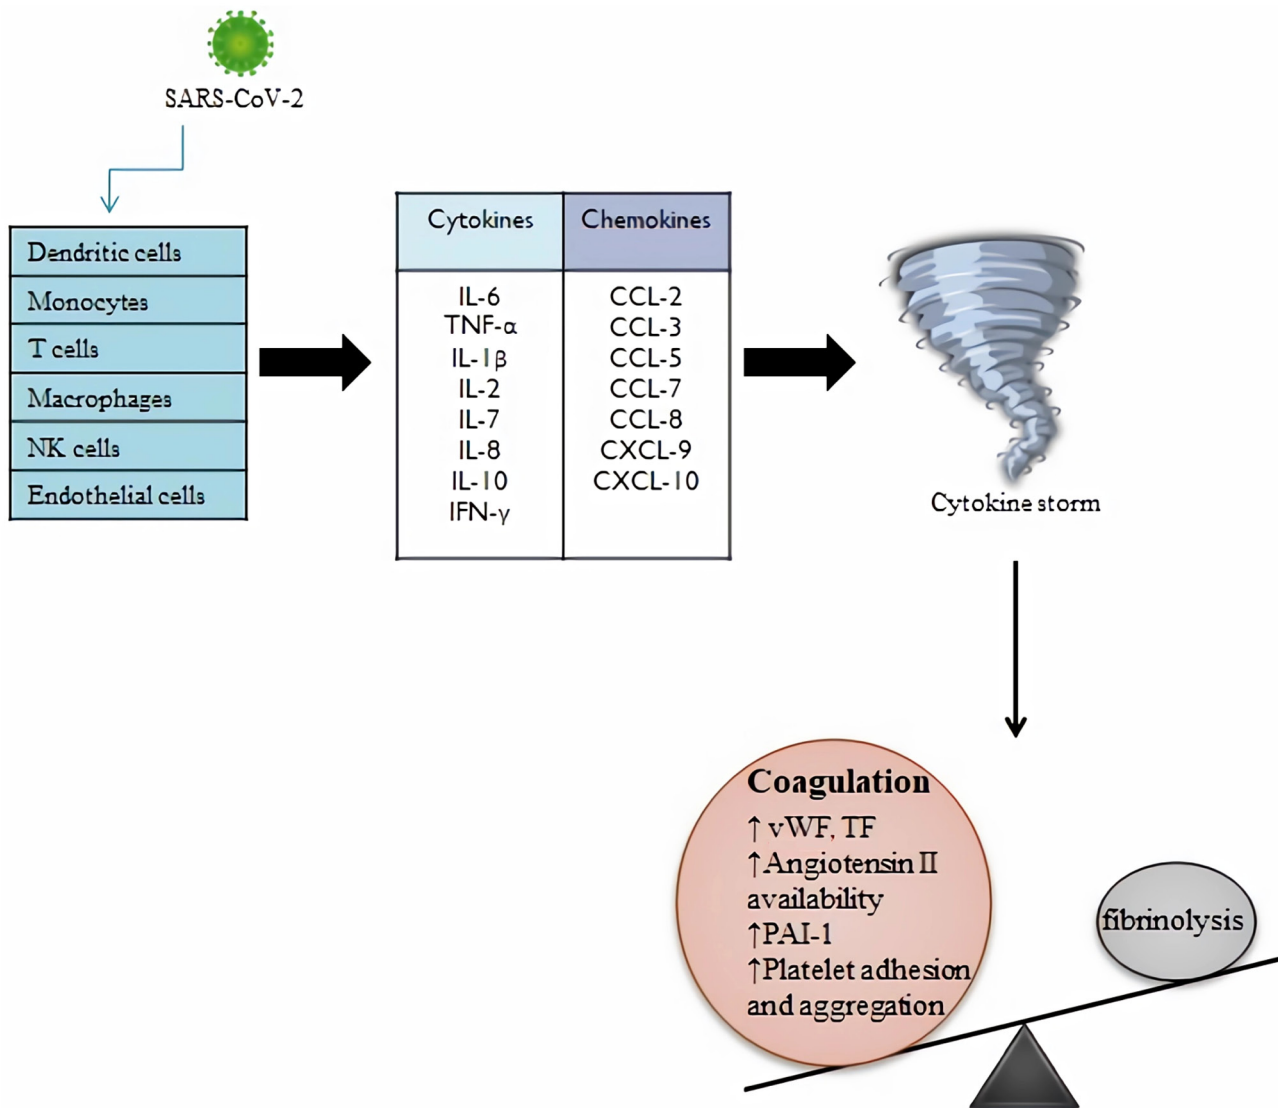 SARS-CoV-2
Dendritic cells
Monocytes
T cells
Macrophages
NK cells
Endothelial cells
Cytokines
IL-6
TNF-α
IL-1β
IL-2
IL-7
IL-8
IL-10
IFN-γ
Chemokines
CCL-2
CCL-3
CCL-5
CCL-7
CCL-8
CXCL-9
CXCL-10
Cytokine storm
Coagulation
↑ vWF, TF
↑Angiotensin II
availability
↑PAI-1
↑Platelet adhesion
and aggregation
fibrinolysis